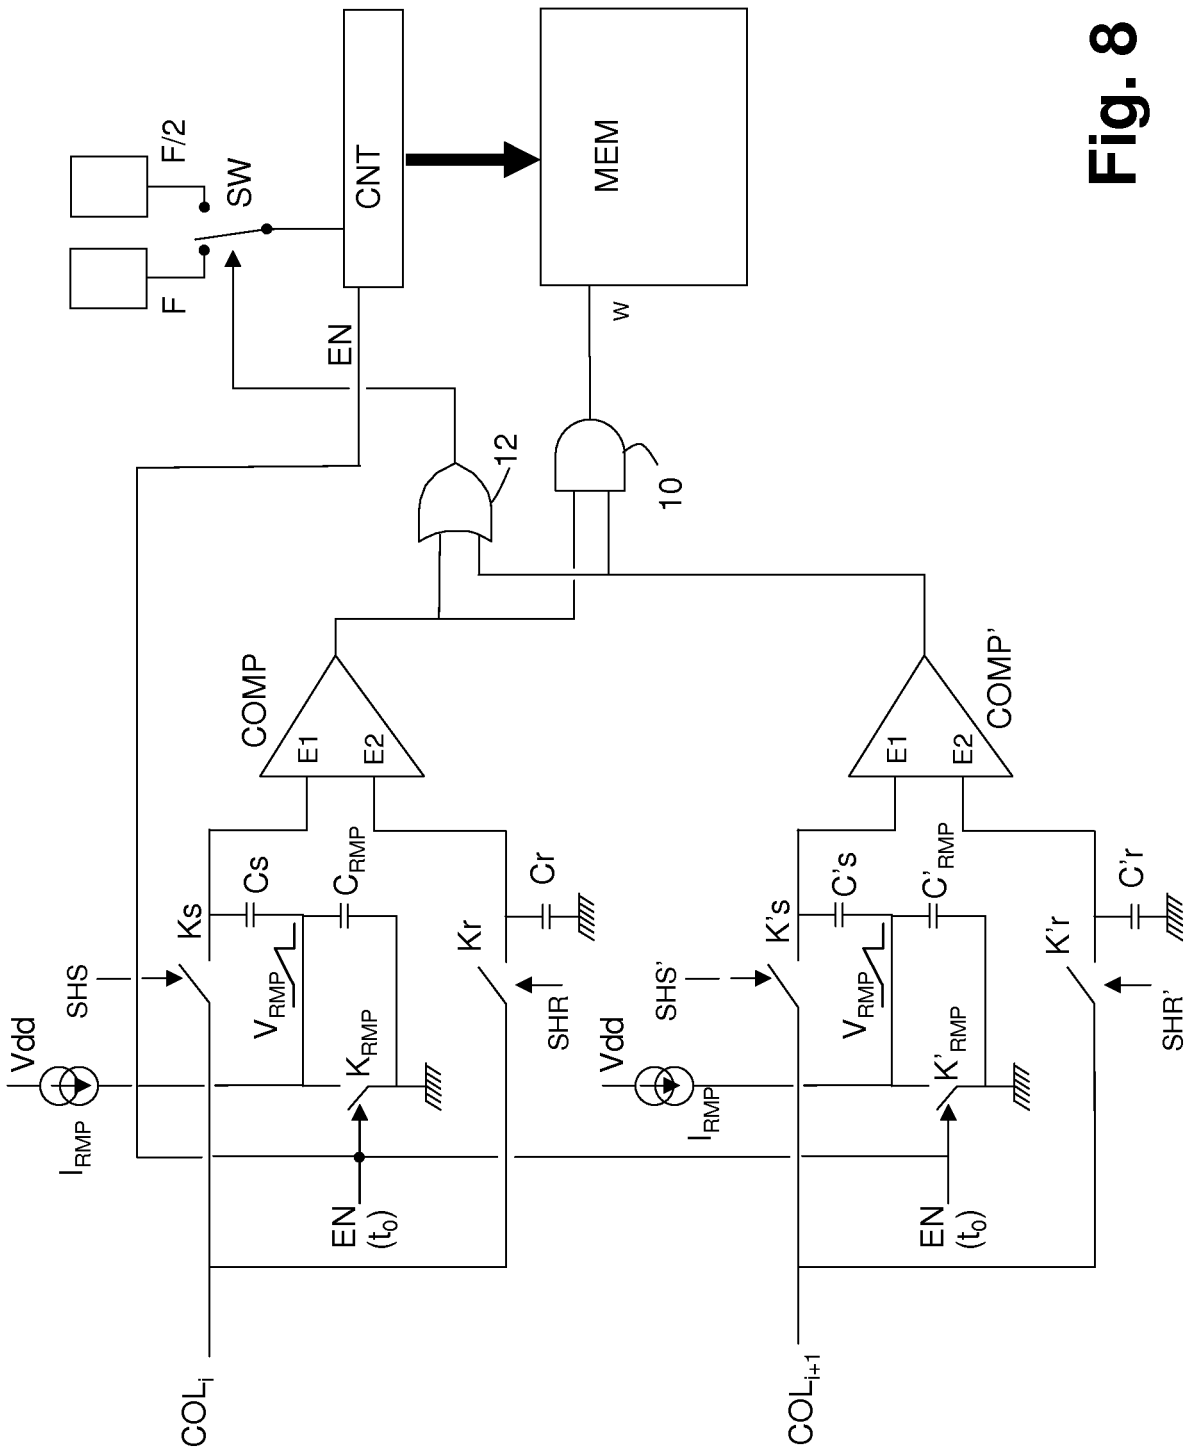 Fig. 8
F
F/2
SW
CNT
EN
MEM
W
12
10
COMP
E1
E2
COMP'
E1
E2
Vdd
I_RMP
SHS
Ks
Cs
V_RMP
C_RMP
K_RMP
Kr
Cr
SHR
EN
(t₀)
COLᵢ
Vdd
I_RMP
SHS'
K's
C's
V_RMP
C'_RMP
K'_RMP
K'r
C'r
SHR'
EN
(t₀)
COLᵢ₊₁